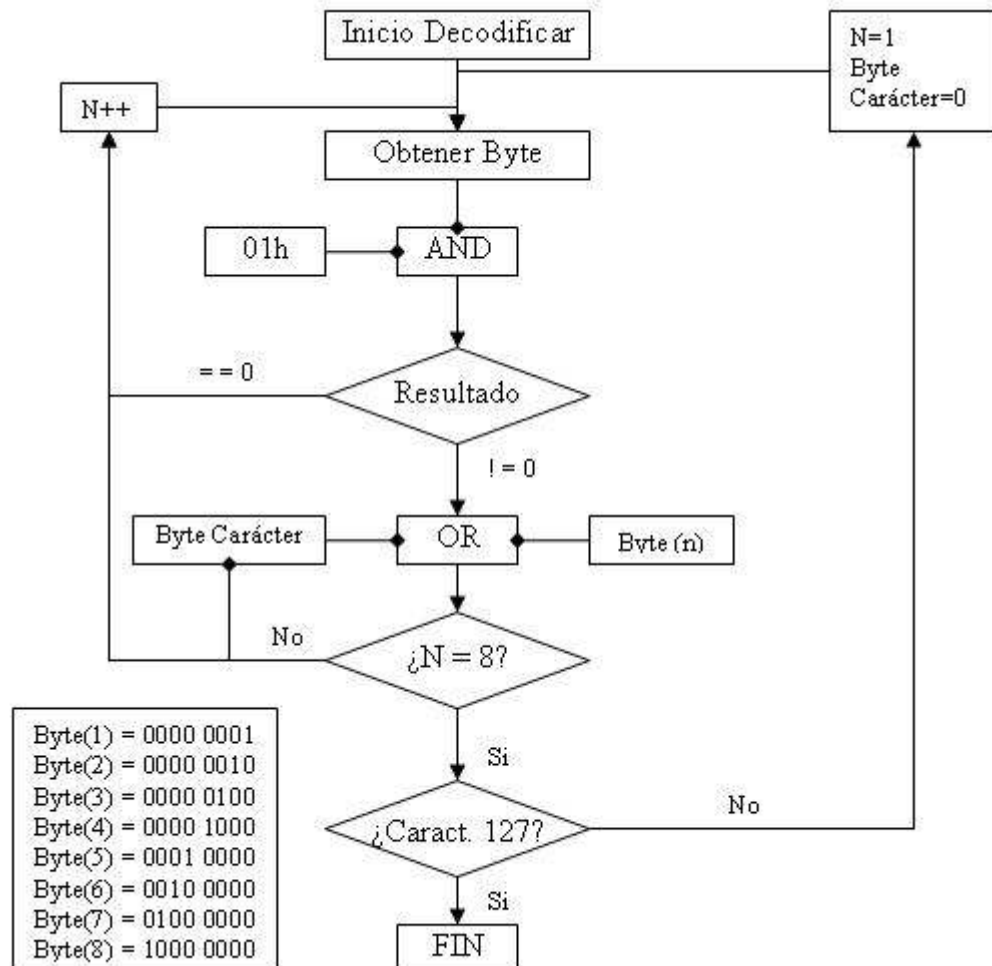 Inicio Decodificar
N=1
Byte
Carácter=0
N++
Obtener Byte
01h
AND
= = 0
Resultado
! = 0
Byte Carácter
OR
Byte (n)
No
¿N = 8?
Si
Byte(1) = 0000 0001
Byte(2) = 0000 0010
Byte(3) = 0000 0100
Byte(4) = 0000 1000
Byte(5) = 0001 0000
Byte(6) = 0010 0000
Byte(7) = 0100 0000
Byte(8) = 1000 0000
¿Caract. 127?
No
Si
FIN